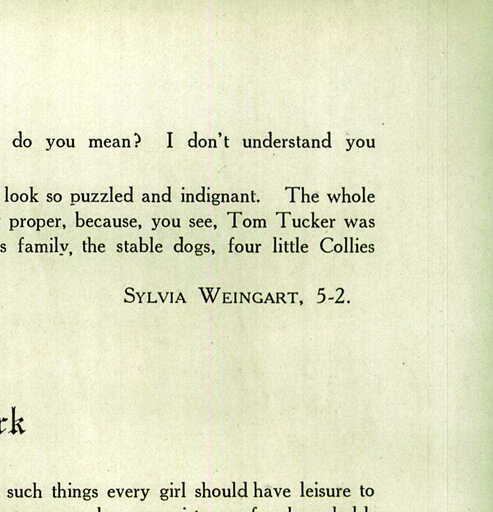 do you mean? I don't understand you
look so puzzled and indignant. The whole
proper, because, you see, Tom Tucker was
s family, the stable dogs, four little Collies
SYLVIA WEINGART, 5-2.
rk
such things every girl should have leisure to